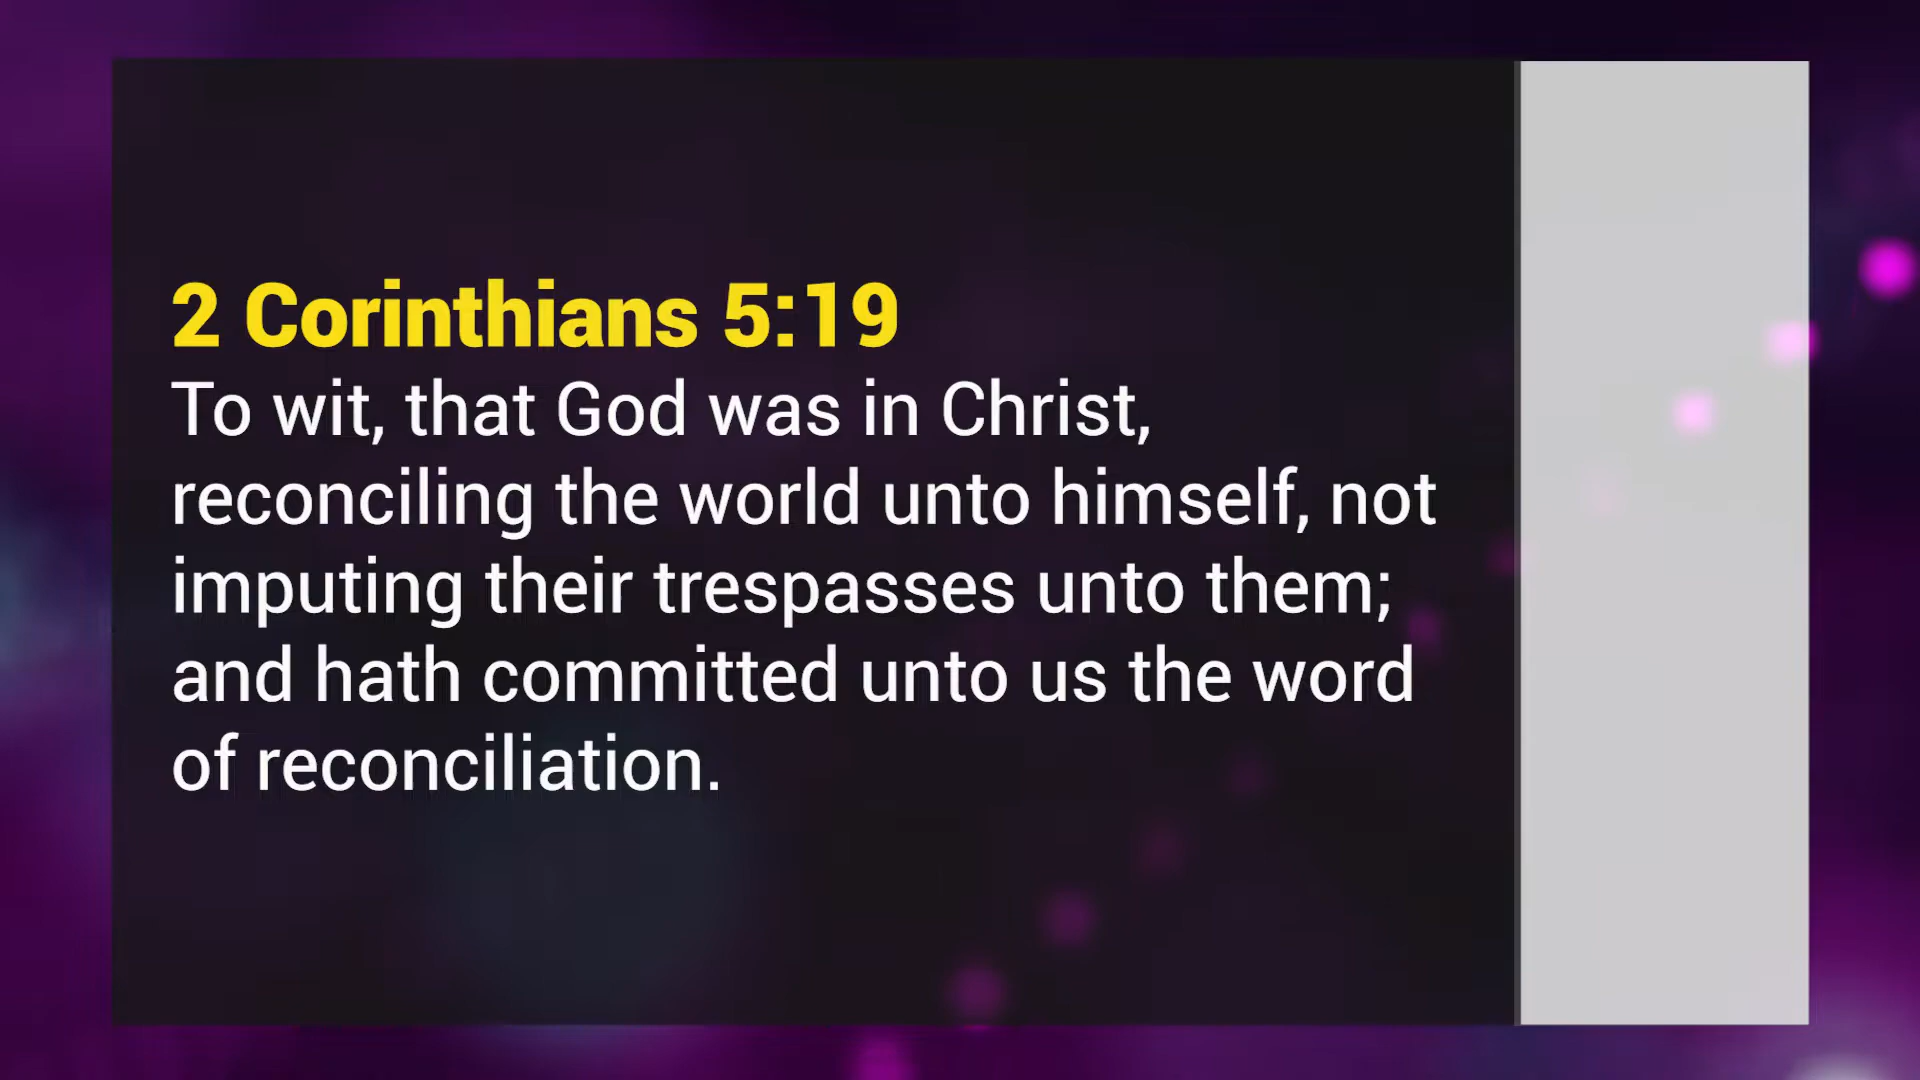 2 Corinthians 5:19
To wit, that God was in Christ,
reconciling the world unto himself, not
imputing their trespasses unto them;
and hath committed unto us the word
of reconciliation.